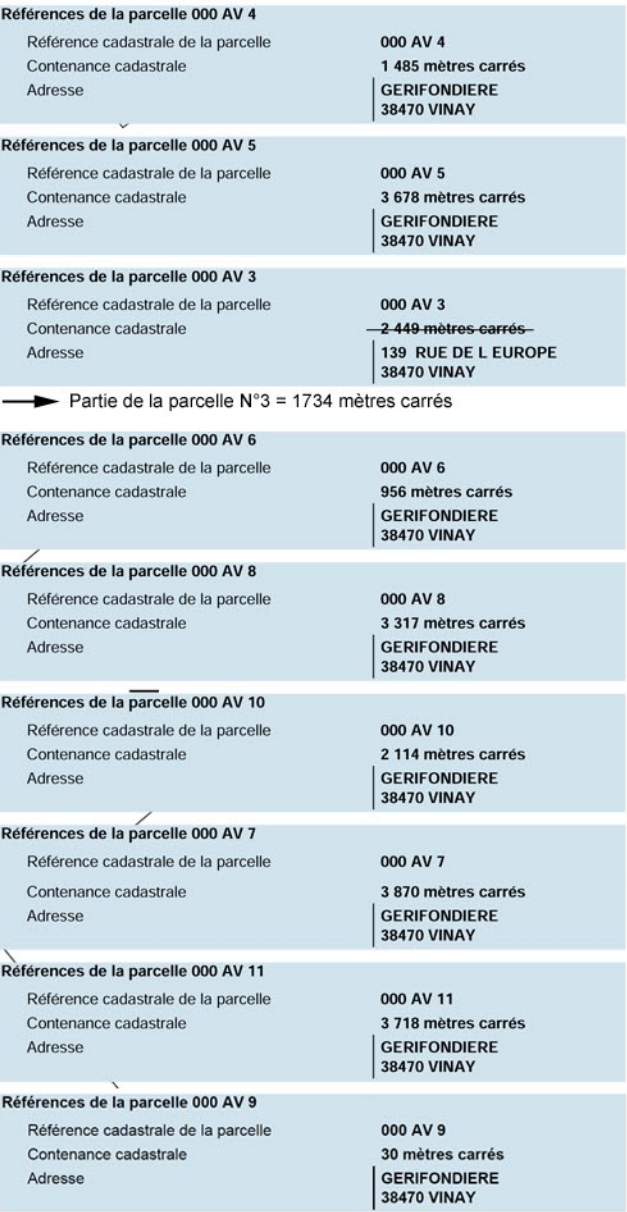 Références de la parcelle 000 AV 4
Référence cadastrale de la parcelle 000 AV 4
Contenance cadastrale 1 485 mètres carrés
Adresse GERIFONDIERE
38470 VINAY
Références de la parcelle 000 AV 5
Référence cadastrale de la parcelle 000 AV 5
Contenance cadastrale 3 678 mètres carrés
Adresse GERIFONDIERE
38470 VINAY
Références de la parcelle 000 AV 3
Référence cadastrale de la parcelle 000 AV 3
Contenance cadastrale 2 449 mètres carrés
Adresse 139 RUE DE L EUROPE
38470 VINAY
Partie de la parcelle N°3 = 1734 mètres carrés
Références de la parcelle 000 AV 6
Référence cadastrale de la parcelle 000 AV 6
Contenance cadastrale 956 mètres carrés
Adresse GERIFONDIERE
38470 VINAY
Références de la parcelle 000 AV 8
Référence cadastrale de la parcelle 000 AV 8
Contenance cadastrale 3 317 mètres carrés
Adresse GERIFONDIERE
38470 VINAY
Références de la parcelle 000 AV 10
Référence cadastrale de la parcelle 000 AV 10
Contenance cadastrale 2 114 mètres carrés
Adresse GERIFONDIERE
38470 VINAY
Références de la parcelle 000 AV 7
Référence cadastrale de la parcelle 000 AV 7
Contenance cadastrale 3 870 mètres carrés
Adresse GERIFONDIERE
38470 VINAY
Références de la parcelle 000 AV 11
Référence cadastrale de la parcelle 000 AV 11
Contenance cadastrale 3 718 mètres carrés
Adresse GERIFONDIERE
38470 VINAY
Références de la parcelle 000 AV 9
Référence cadastrale de la parcelle 000 AV 9
Contenance cadastrale 30 mètres carrés
Adresse GERIFONDIERE
38470 VINAY